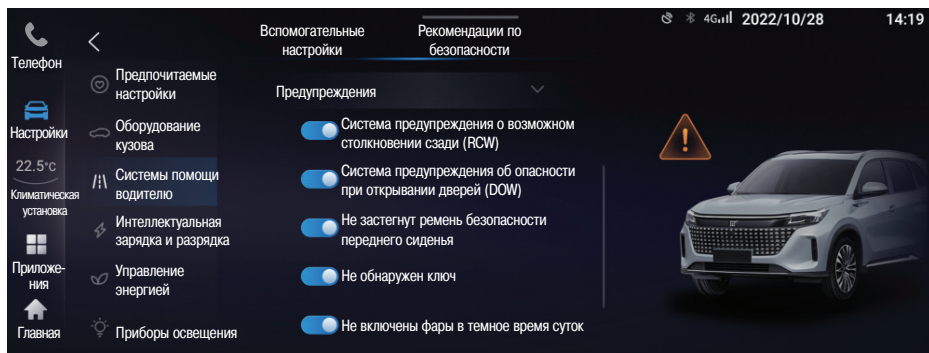 4G 2022/10/28 14:19
Вспомогательные
настройки
Рекомендации по
безопасности
Телефон
Настройки
22.5°C
Климатическая
установка
Приложе-
ния
Главная
Предпочитаемые
настройки
Оборудование
кузова
Системы помощи
водителю
Интеллектуальная
зарядка и разрядка
Управление
энергией
Приборы освещения
Предупреждения
Система предупреждения о возможном
столкновении сзади (RCW)
Система предупреждения об опасности
при открывании дверей (DOW)
Не застегнут ремень безопасности
переднего сиденья
Не обнаружен ключ
Не включены фары в темное время суток